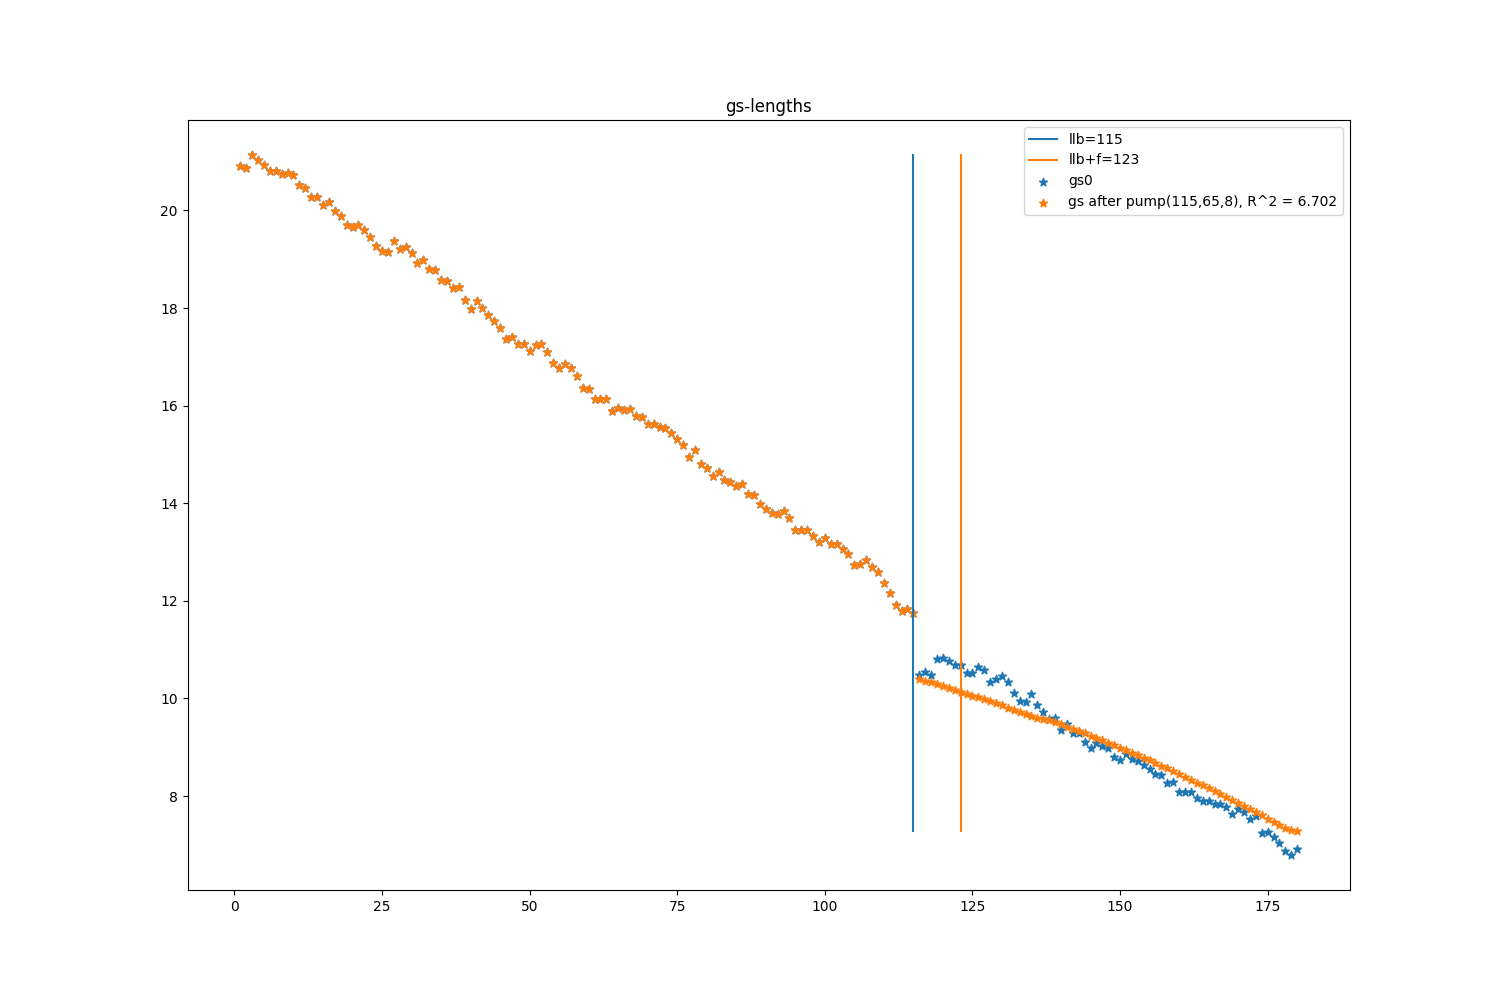 gs-lengths
llb=115
llb+f=123
gs0
gs after pump(115,65,8), R^2 = 6.702
20
18
16
14
12
10
8
0 25 50 75 100 125 150 175